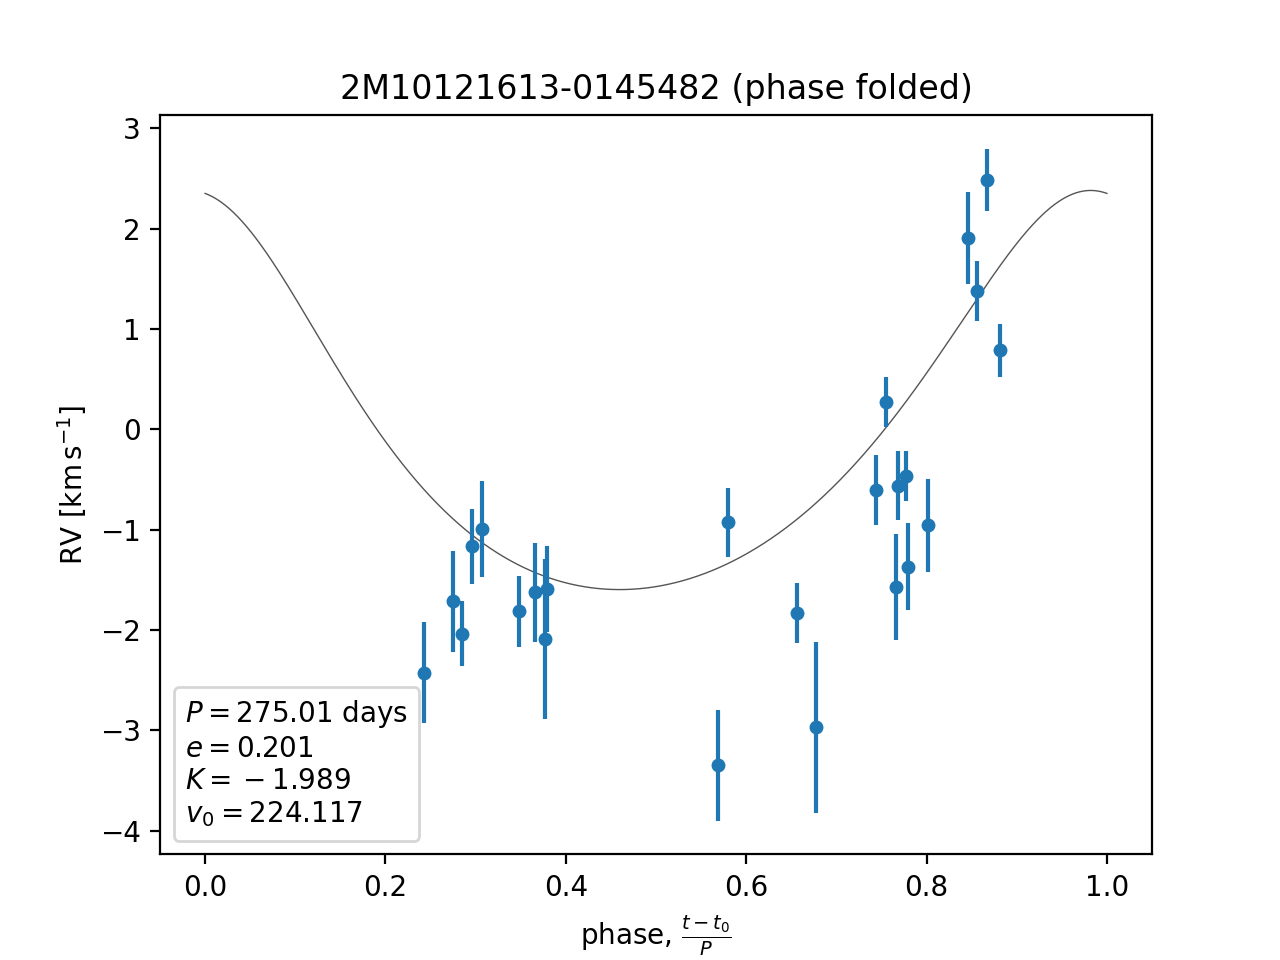 2M10121613-0145482 (phase folded)
3
2
1
0
−1
−2
−3
−4
RV [km s⁻¹]
P = 275.01 days
e = 0.201
K = −1.989
v₀ = 224.117
0.0 0.2 0.4 0.6 0.8 1.0
phase, (t − t₀)/P